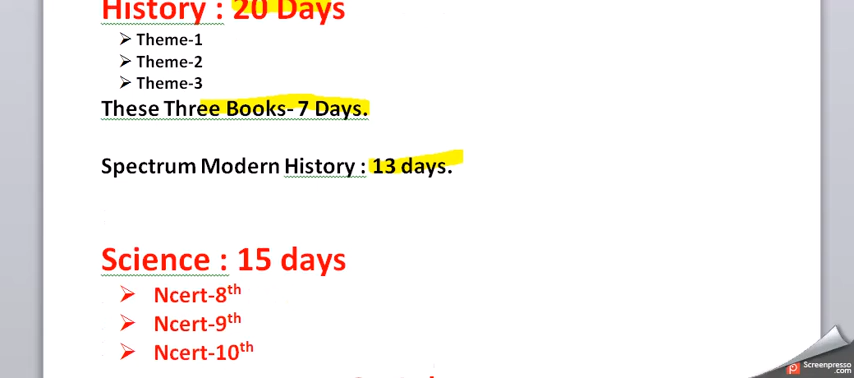 History : 20 Days
Theme-1
Theme-2
Theme-3
These Three Books- 7 Days.
Spectrum Modern History : 13 days.
Science : 15 days
Ncert-8th
Ncert-9th
Ncert-10th
Screenpresso
.com